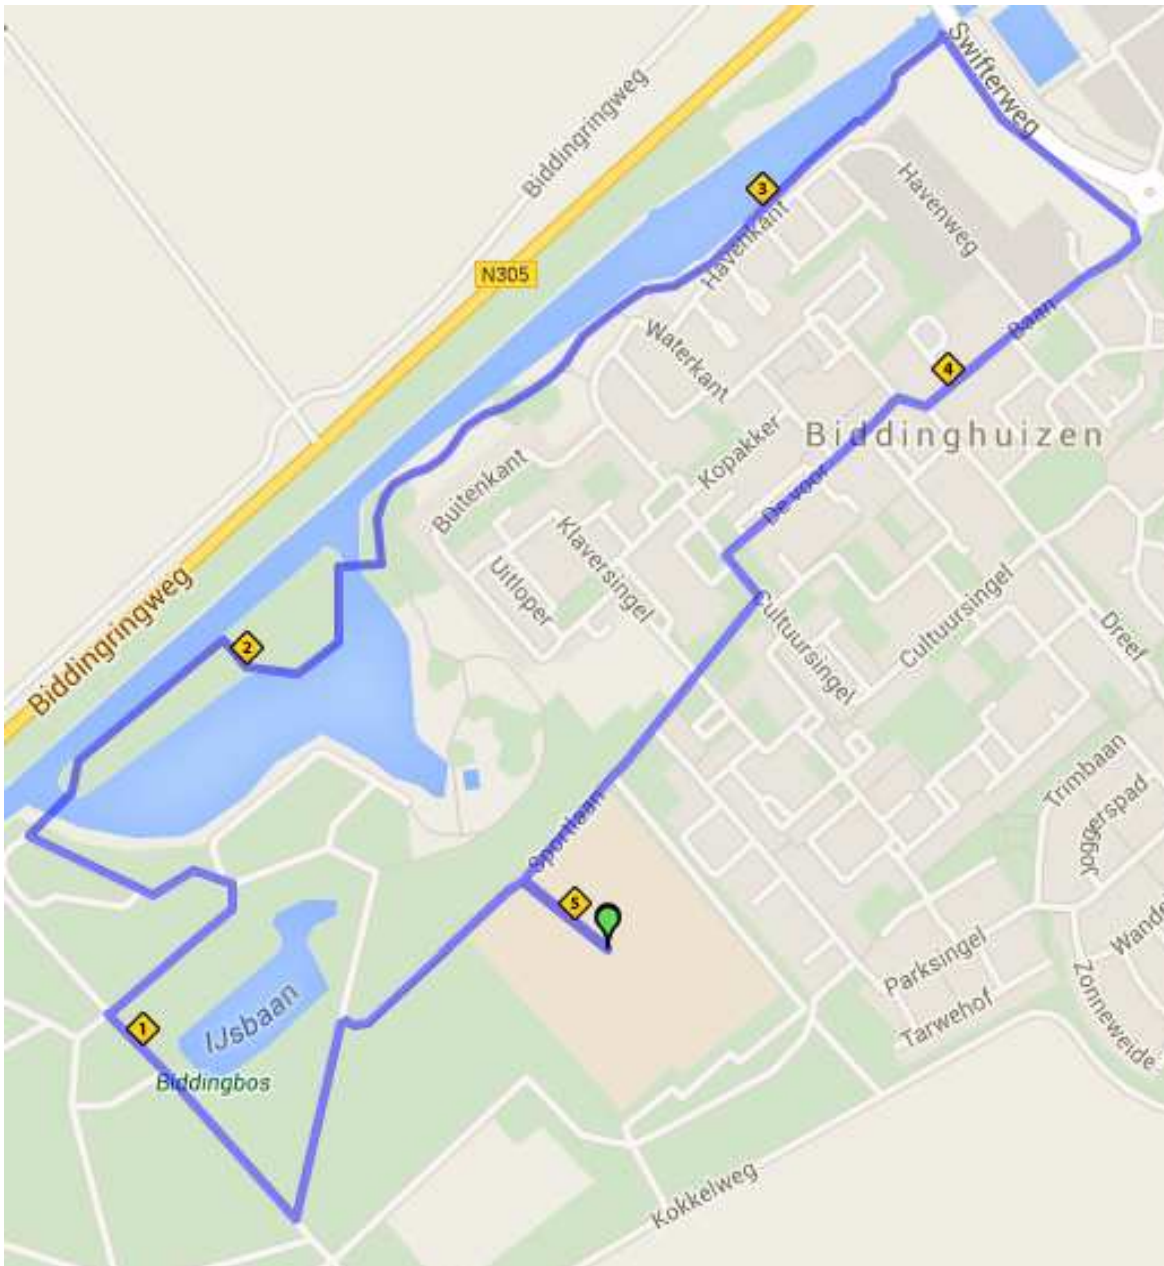 Swifterweg
Biddingringweg
Havenweg
3
Havenkant
N305
Baan
Waterkant
4
Biddinghuizen
Kopakker
Buitenkant
De voor
Klaversingel
Uitloper
Cultuursingel
Cultuursingel
Dreef
Biddingringweg
2
Trimbaan
Joggerspad
Sportlaan
5
Wande
Parksingel
Zonneweide
Tarwehof
1
IJsbaan
Biddingbos
Kokkelweg